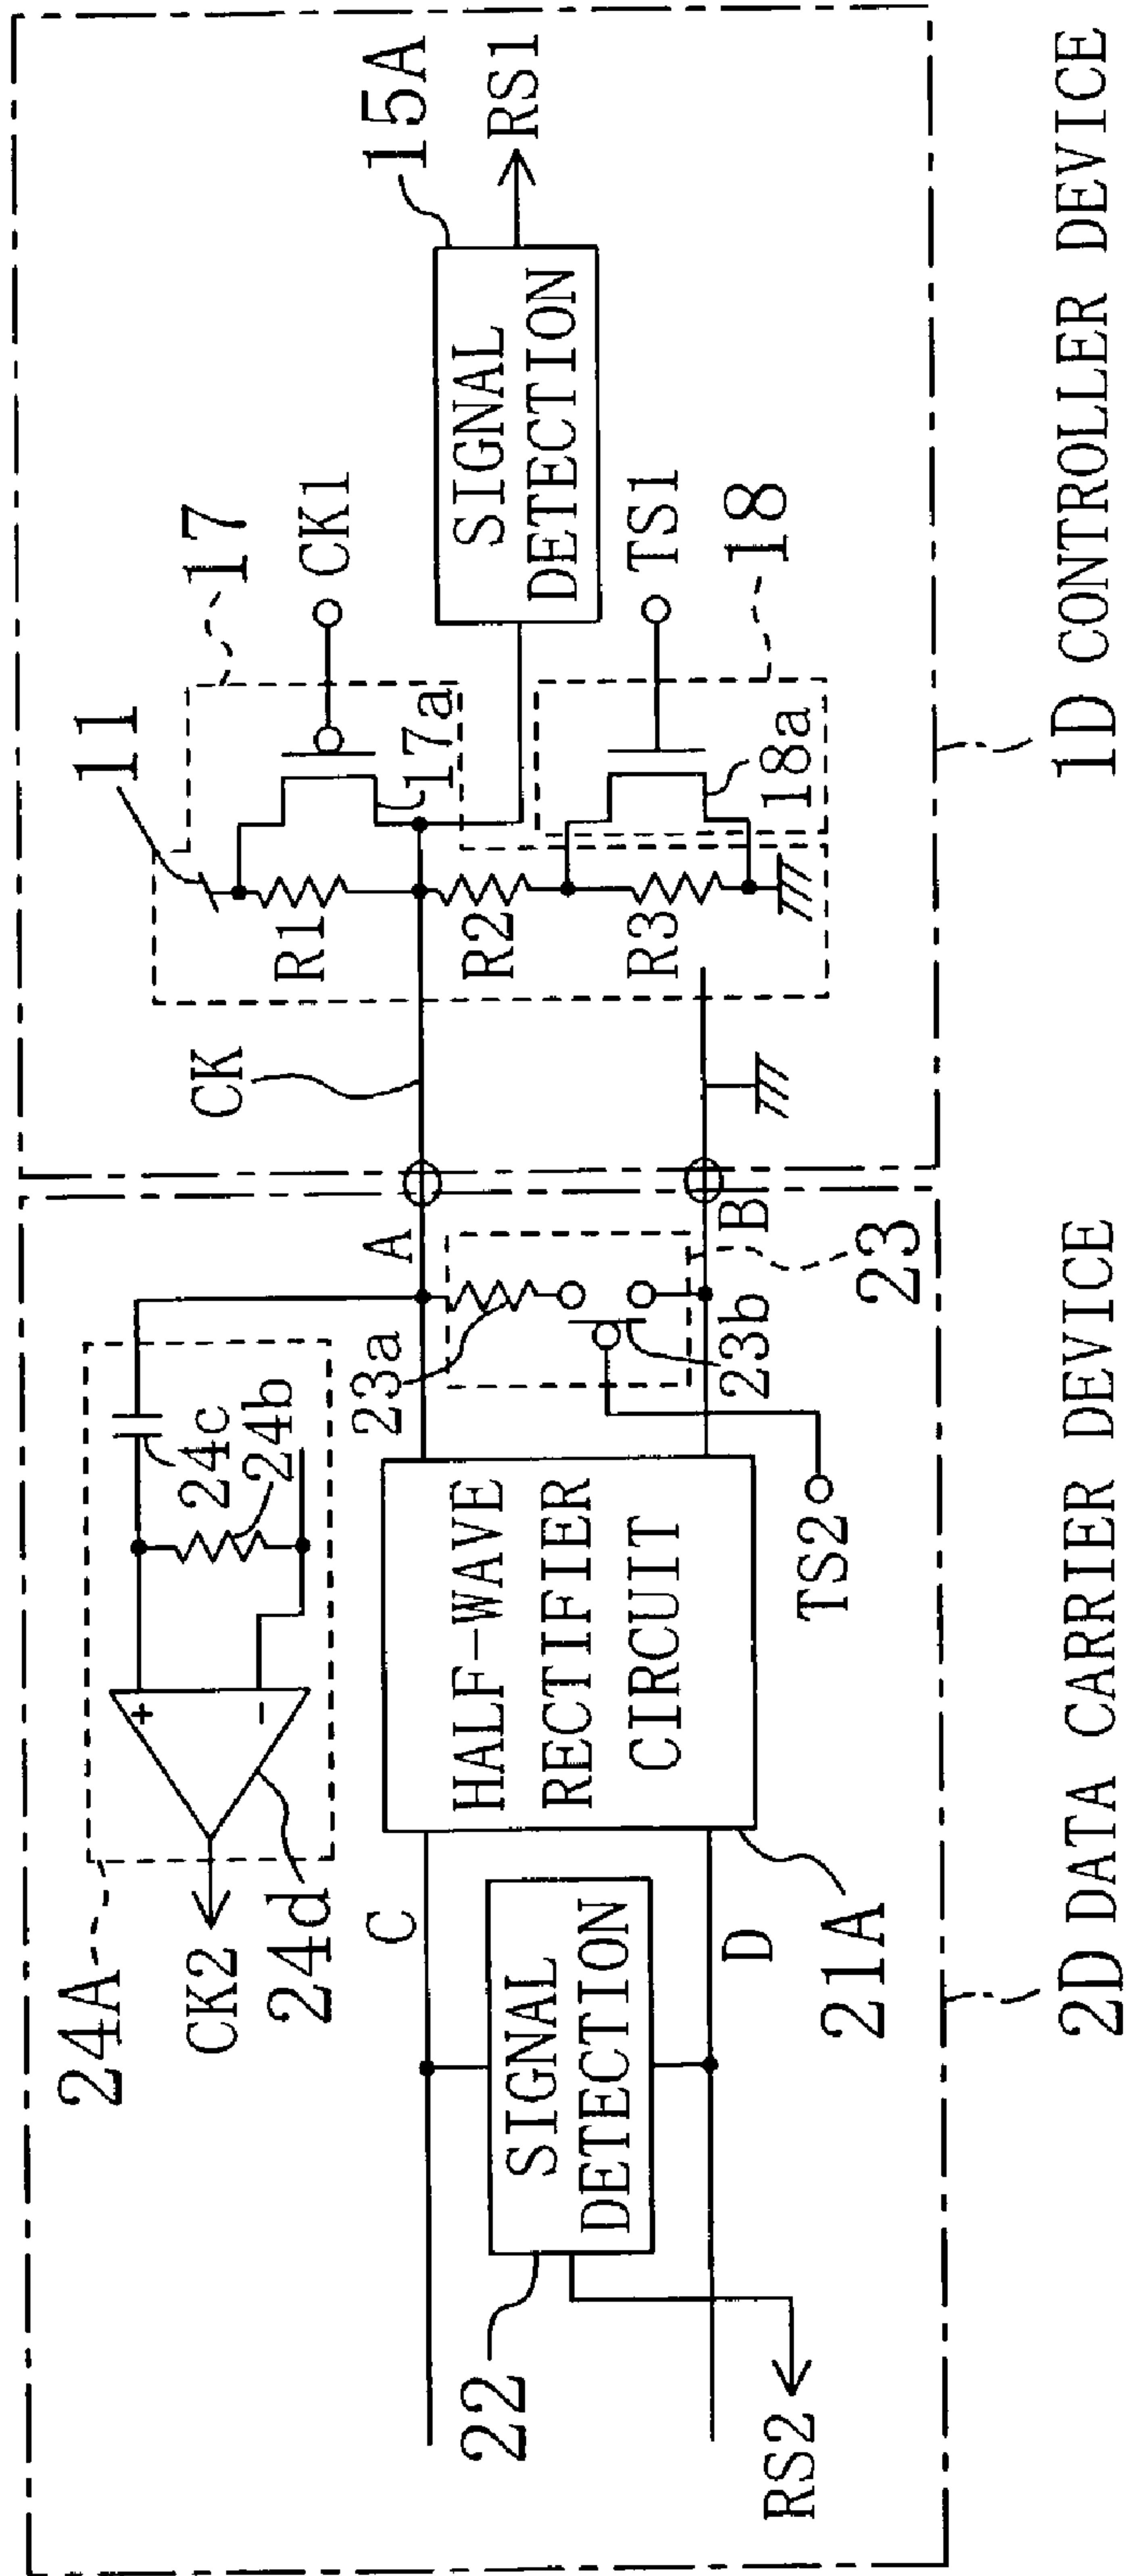 24A
CK2
24d
24c
24b
11
17
CK1
17a
R1
R2
R3
CK
A
B
23a
23b
23
C
D
HALF-WAVE
RECTIFIER
CIRCUIT
21A
SIGNAL
DETECTION
22
RS2
TS2
15A
RS1
SIGNAL
DETECTION
TS1
18
18a
+
−
2D DATA CARRIER DEVICE
1D CONTROLLER DEVICE